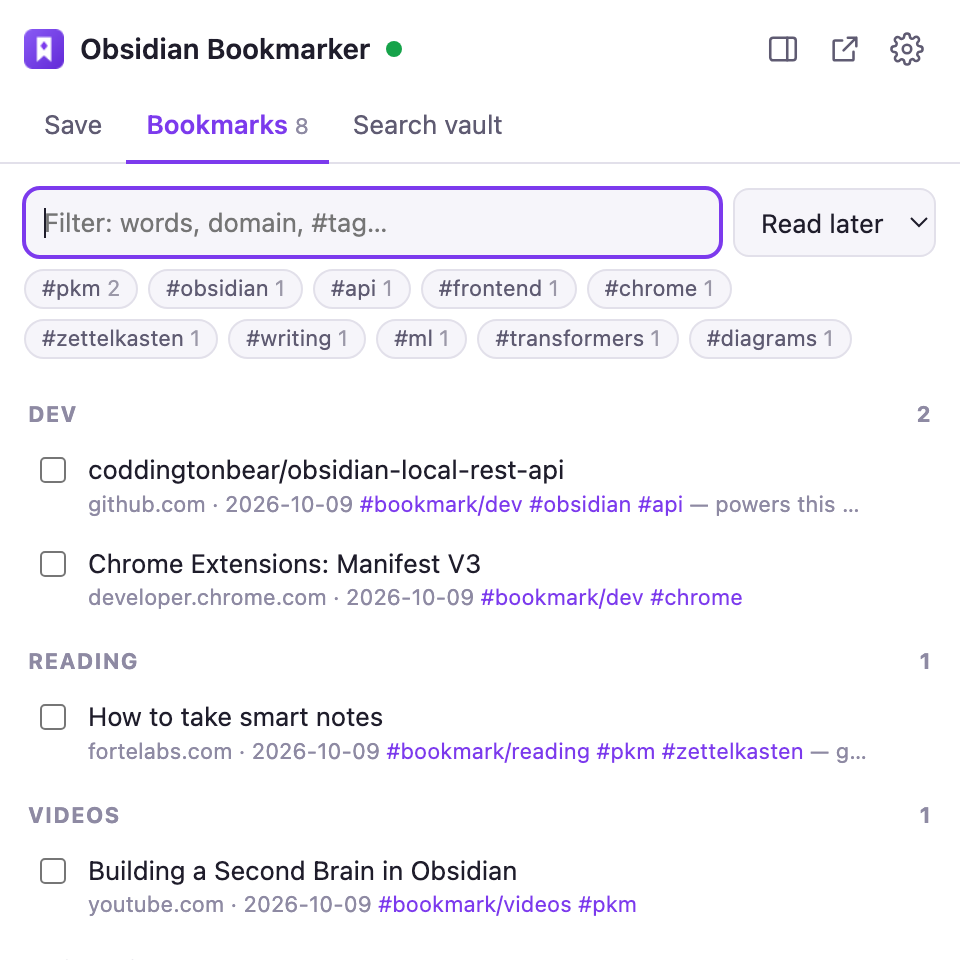 Obsidian Bookmarker
Save Bookmarks 8 Search vault
Filter: words, domain, #tag... Read later
#pkm 2 #obsidian 1 #api 1 #frontend 1 #chrome 1
#zettelkasten 1 #writing 1 #ml 1 #transformers 1 #diagrams 1
DEV 2
coddingtonbear/obsidian-local-rest-api
github.com · 2026-10-09 #bookmark/dev #obsidian #api — powers this ...
Chrome Extensions: Manifest V3
developer.chrome.com · 2026-10-09 #bookmark/dev #chrome
READING 1
How to take smart notes
fortelabs.com · 2026-10-09 #bookmark/reading #pkm #zettelkasten — g...
VIDEOS 1
Building a Second Brain in Obsidian
youtube.com · 2026-10-09 #bookmark/videos #pkm